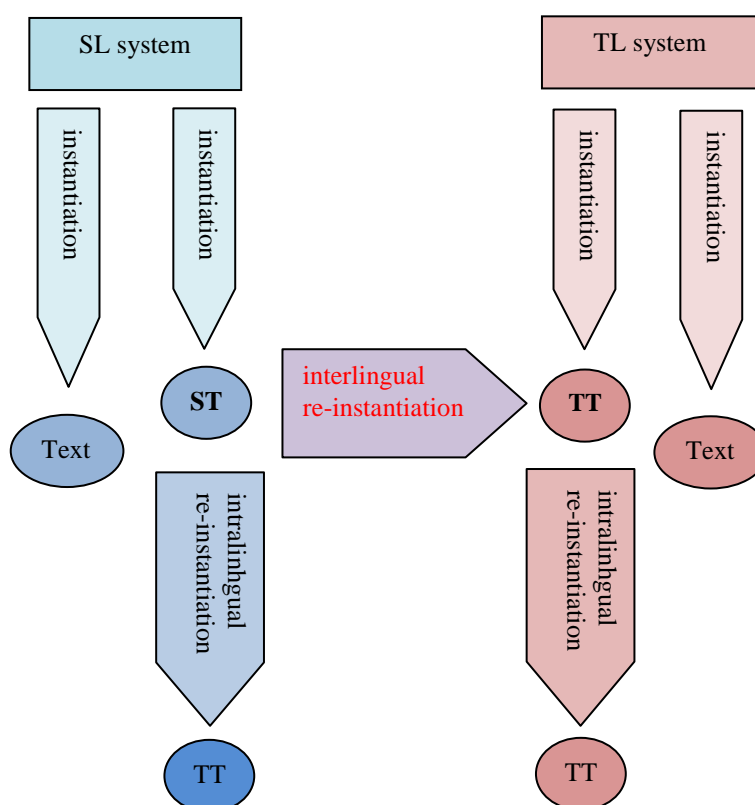 SL system
TL system
instantiation
instantiation
instantiation
instantiation
ST
interlingual
re-instantiation
TT
Text
Text
intralinhgual
re-instantiation
intralinhgual
re-instantiation
TT
TT